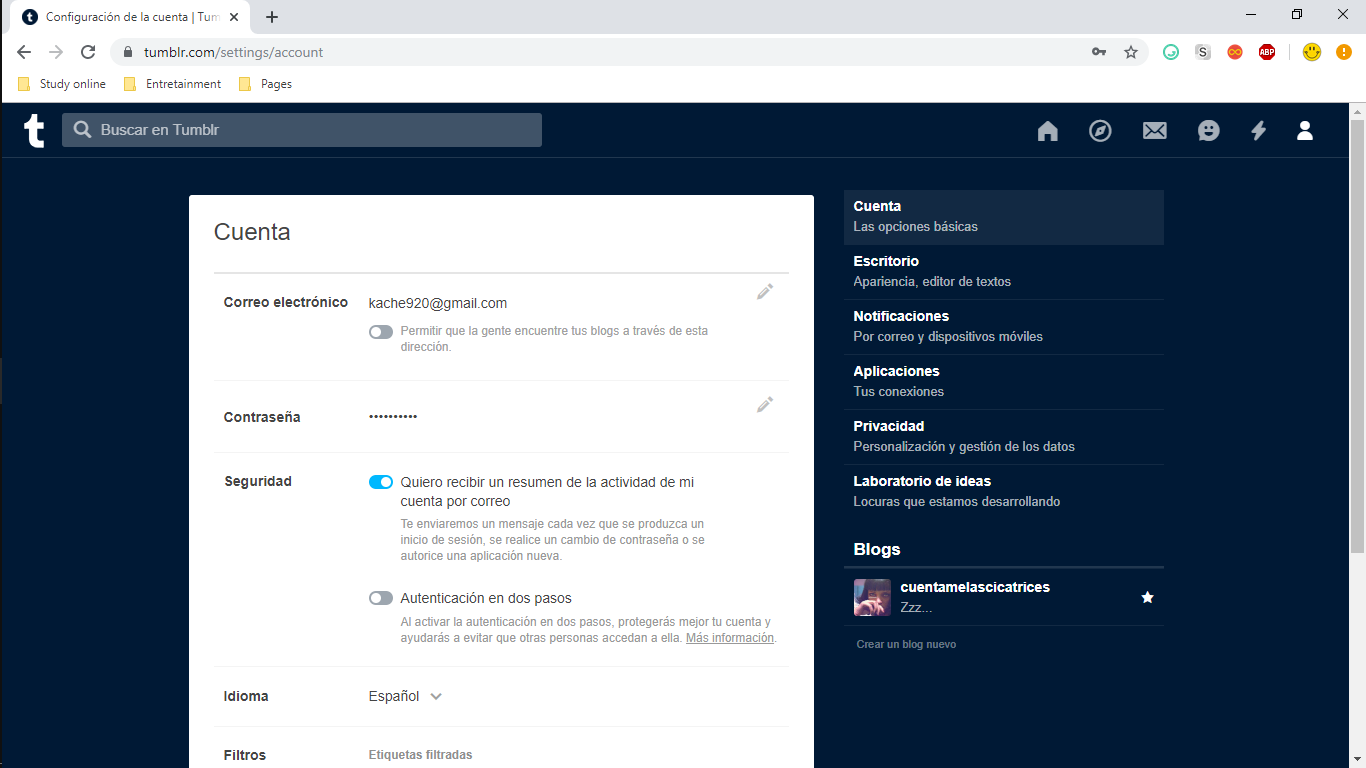 Configuración de la cuenta | Tum
tumblr.com/settings/account
S
ABP
Study online
Entretainment
Pages
t
Buscar en Tumblr
Cuenta
Correo electrónico
kache920@gmail.com
Permitir que la gente encuentre tus blogs a través de esta
dirección.
Contraseña
••••••••••
Seguridad
Quiero recibir un resumen de la actividad de mi
cuenta por correo
Te enviaremos un mensaje cada vez que se produzca un
inicio de sesión, se realice un cambio de contraseña o se
autorice una aplicación nueva.
Autenticación en dos pasos
Al activar la autenticación en dos pasos, protegerás mejor tu cuenta y
ayudarás a evitar que otras personas accedan a ella. Más información.
Idioma
Español
Filtros
Etiquetas filtradas
Cuenta
Las opciones básicas
Escritorio
Apariencia, editor de textos
Notificaciones
Por correo y dispositivos móviles
Aplicaciones
Tus conexiones
Privacidad
Personalización y gestión de los datos
Laboratorio de ideas
Locuras que estamos desarrollando
Blogs
cuentamelascicatrices
Zzz...
Crear un blog nuevo